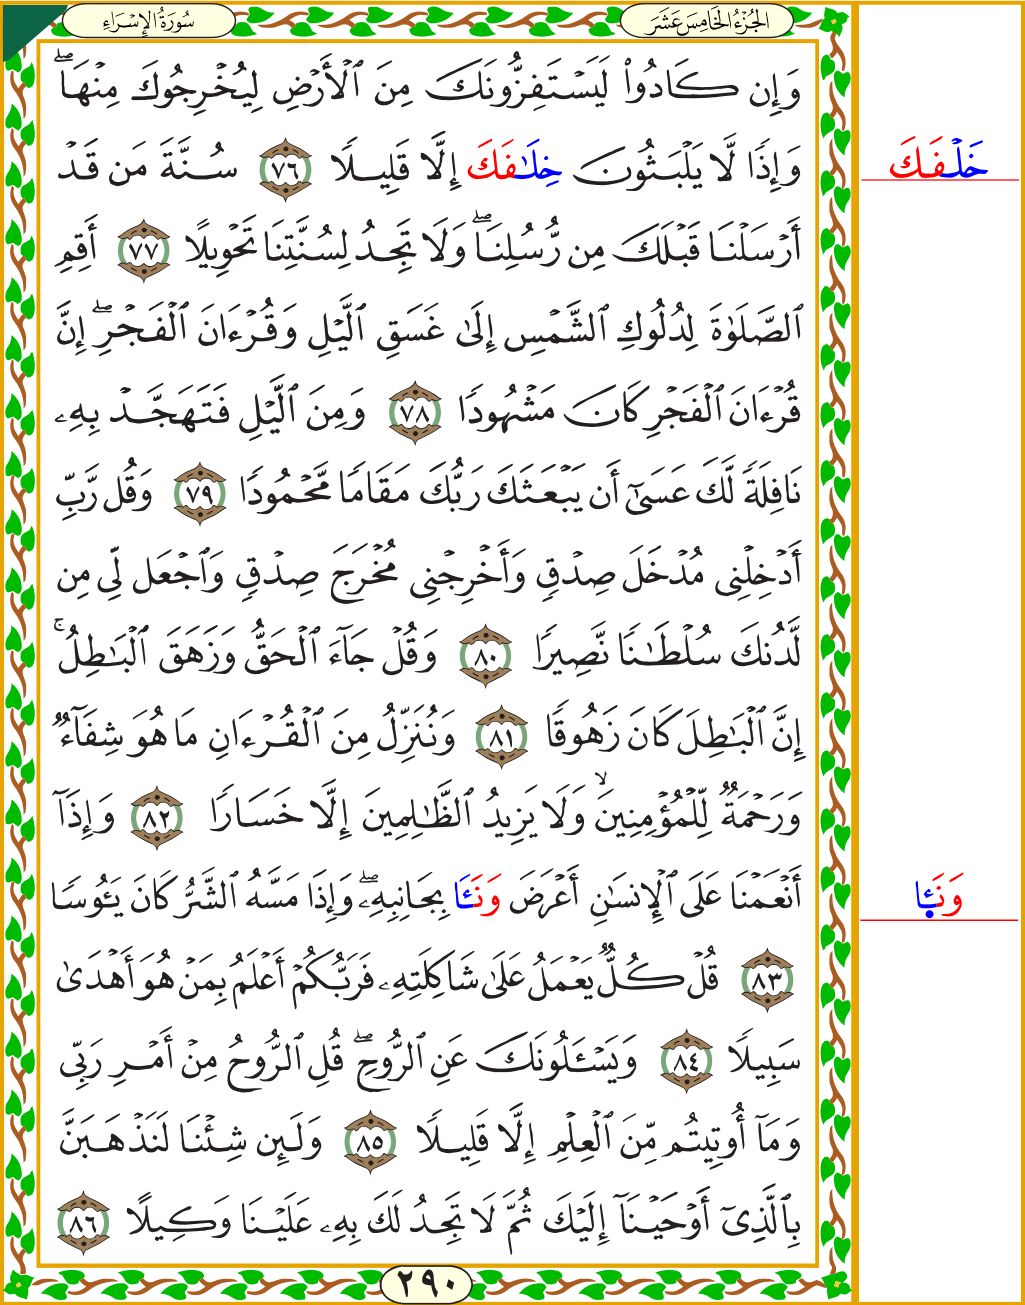 سُورَةُ الإِسْرَاءِ
الجُزْءُ الخَامِسَ عَشَرَ
وَإِن كَادُوا۟ لَيَسْتَفِزُّونَكَ مِنَ ٱلْأَرْضِ لِيُخْرِجُوكَ مِنْهَا ۖ
وَإِذًا لَّا يَلْبَثُونَ خِلَـٰفَكَ إِلَّا قَلِيلًا ٧٦ سُنَّةَ مَن قَدْ
خَلْفَكَ
أَرْسَلْنَا قَبْلَكَ مِن رُّسُلِنَا ۖ وَلَا تَجِدُ لِسُنَّتِنَا تَحْوِيلًا ٧٧ أَقِمِ
ٱلصَّلَوٰةَ لِدُلُوكِ ٱلشَّمْسِ إِلَىٰ غَسَقِ ٱلَّيْلِ وَقُرْءَانَ ٱلْفَجْرِ ۖ إِنَّ
قُرْءَانَ ٱلْفَجْرِ كَانَ مَشْهُودًا ٧٨ وَمِنَ ٱلَّيْلِ فَتَهَجَّدْ بِهِۦ
نَافِلَةً لَّكَ عَسَىٰٓ أَن يَبْعَثَكَ رَبُّكَ مَقَامًا مَّحْمُودًا ٧٩ وَقُل رَّبِّ
أَدْخِلْنِى مُدْخَلَ صِدْقٍ وَأَخْرِجْنِى مُخْرَجَ صِدْقٍ وَٱجْعَل لِّى مِن
لَّدُنكَ سُلْطَـٰنًا نَّصِيرًا ٨٠ وَقُلْ جَآءَ ٱلْحَقُّ وَزَهَقَ ٱلْبَـٰطِلُ ۚ
إِنَّ ٱلْبَـٰطِلَ كَانَ زَهُوقًا ٨١ وَنُنَزِّلُ مِنَ ٱلْقُرْءَانِ مَا هُوَ شِفَآءٌ
وَرَحْمَةٌ لِّلْمُؤْمِنِينَ ۙ وَلَا يَزِيدُ ٱلظَّـٰلِمِينَ إِلَّا خَسَارًا ٨٢ وَإِذَآ
أَنْعَمْنَا عَلَى ٱلْإِنسَـٰنِ أَعْرَضَ وَنَـَٔا بِجَانِبِهِۦ ۖ وَإِذَا مَسَّهُ ٱلشَّرُّ كَانَ يَـُٔوسًا
وَنَـٕا
٨٣ قُلْ كُلٌّ يَعْمَلُ عَلَىٰ شَاكِلَتِهِۦ فَرَبُّكُمْ أَعْلَمُ بِمَنْ هُوَ أَهْدَىٰ
سَبِيلًا ٨٤ وَيَسْـَٔلُونَكَ عَنِ ٱلرُّوحِ ۖ قُلِ ٱلرُّوحُ مِنْ أَمْرِ رَبِّى
وَمَآ أُوتِيتُم مِّنَ ٱلْعِلْمِ إِلَّا قَلِيلًا ٨٥ وَلَئِن شِئْنَا لَنَذْهَبَنَّ
بِٱلَّذِىٓ أَوْحَيْنَآ إِلَيْكَ ثُمَّ لَا تَجِدُ لَكَ بِهِۦ عَلَيْنَا وَكِيلًا ٨٦
٢٩٠